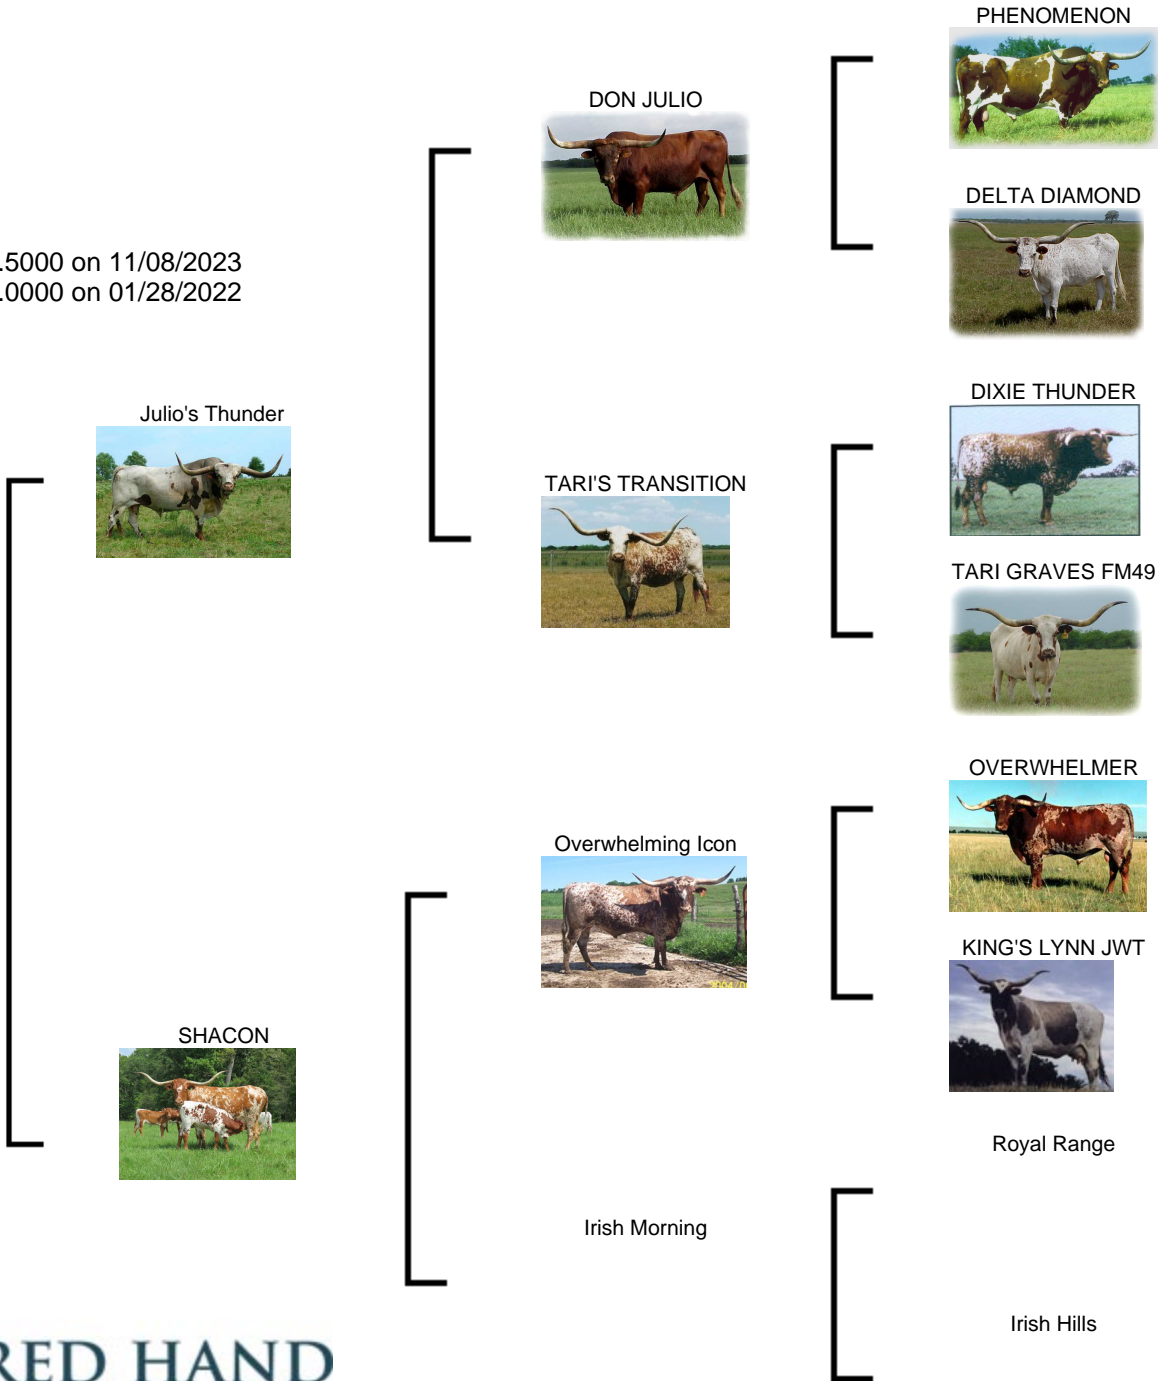 PHENOMENON
DON JULIO
DELTA DIAMOND
.5000 on 11/08/2023
.0000 on 01/28/2022
DIXIE THUNDER
Julio's Thunder
TARI'S TRANSITION
TARI GRAVES FM49
OVERWHELMER
Overwhelming Icon
KING'S LYNN JWT
SHACON
Royal Range
Irish Morning
Irish Hills
RED HAND